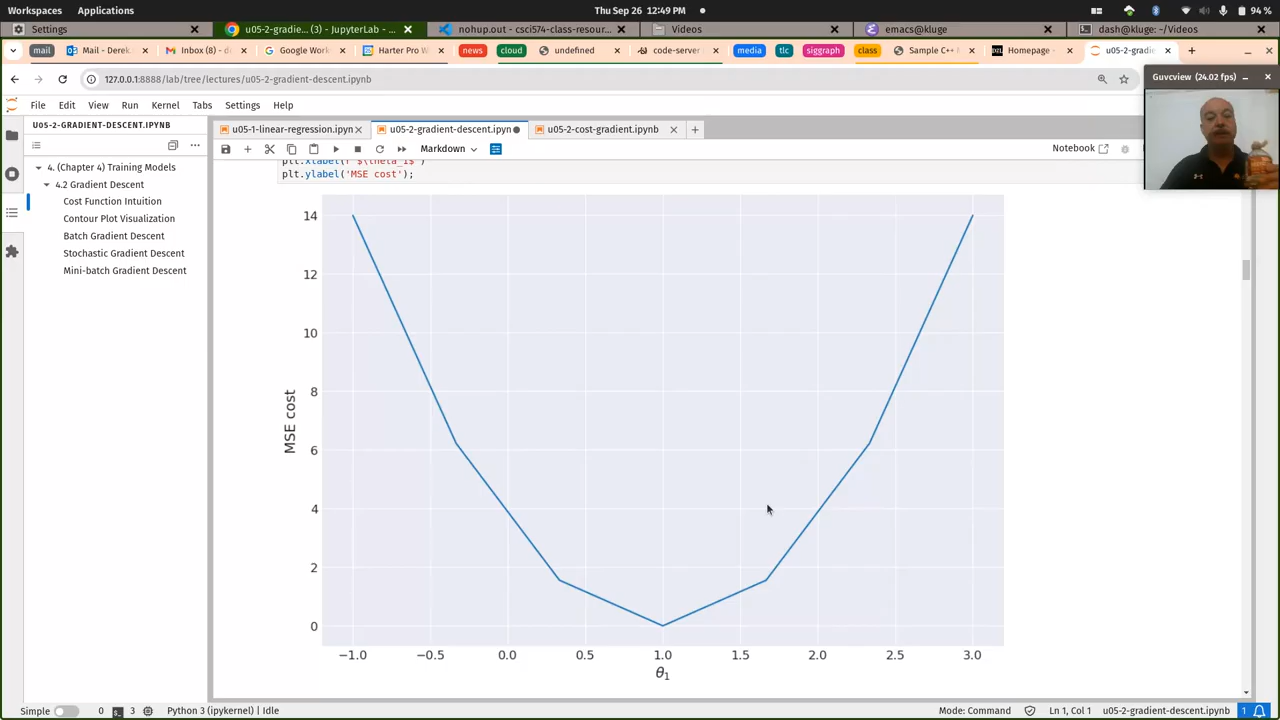 Workspaces Applications Thu Sep 26 12:49 PM 94 %
Settings u05-2-gradie... (3) - JupyterLab - ... nohup.out - csci574-class-resour... Videos emacs@kluge dash@kluge: ~/Videos
mail Mail - Derek. Inbox (8) - d Google Work Harter Pro W news cloud undefined code-server media tlc siggraph class Sample C++ Homepage - u05-2-grad
127.0.0.1:8888/lab/tree/lectures/u05-2-gradient-descent.ipynb
Guvcview (24.02 fps)
File Edit View Run Kernel Tabs Settings Help
U05-2-GRADIENT-DESCENT.IPYNB
u05-1-linear-regression.ipyn u05-2-gradient-descent.ipyn u05-2-cost-gradient.ipynb
Markdown Notebook
4. (Chapter 4) Training Models
4.2 Gradient Descent
Cost Function Intuition
Contour Plot Visualization
Batch Gradient Descent
Stochastic Gradient Descent
Mini-batch Gradient Descent
plt.xlabel(r'$\theta_1$')
plt.ylabel('MSE cost');
14
12
10
8
6
4
2
0
MSE cost
−1.0 −0.5 0.0 0.5 1.0 1.5 2.0 2.5 3.0
θ1
Simple 0 3 Python 3 (ipykernel) | Idle Mode: Command Ln 1, Col 1 u05-2-gradient-descent.ipynb 1